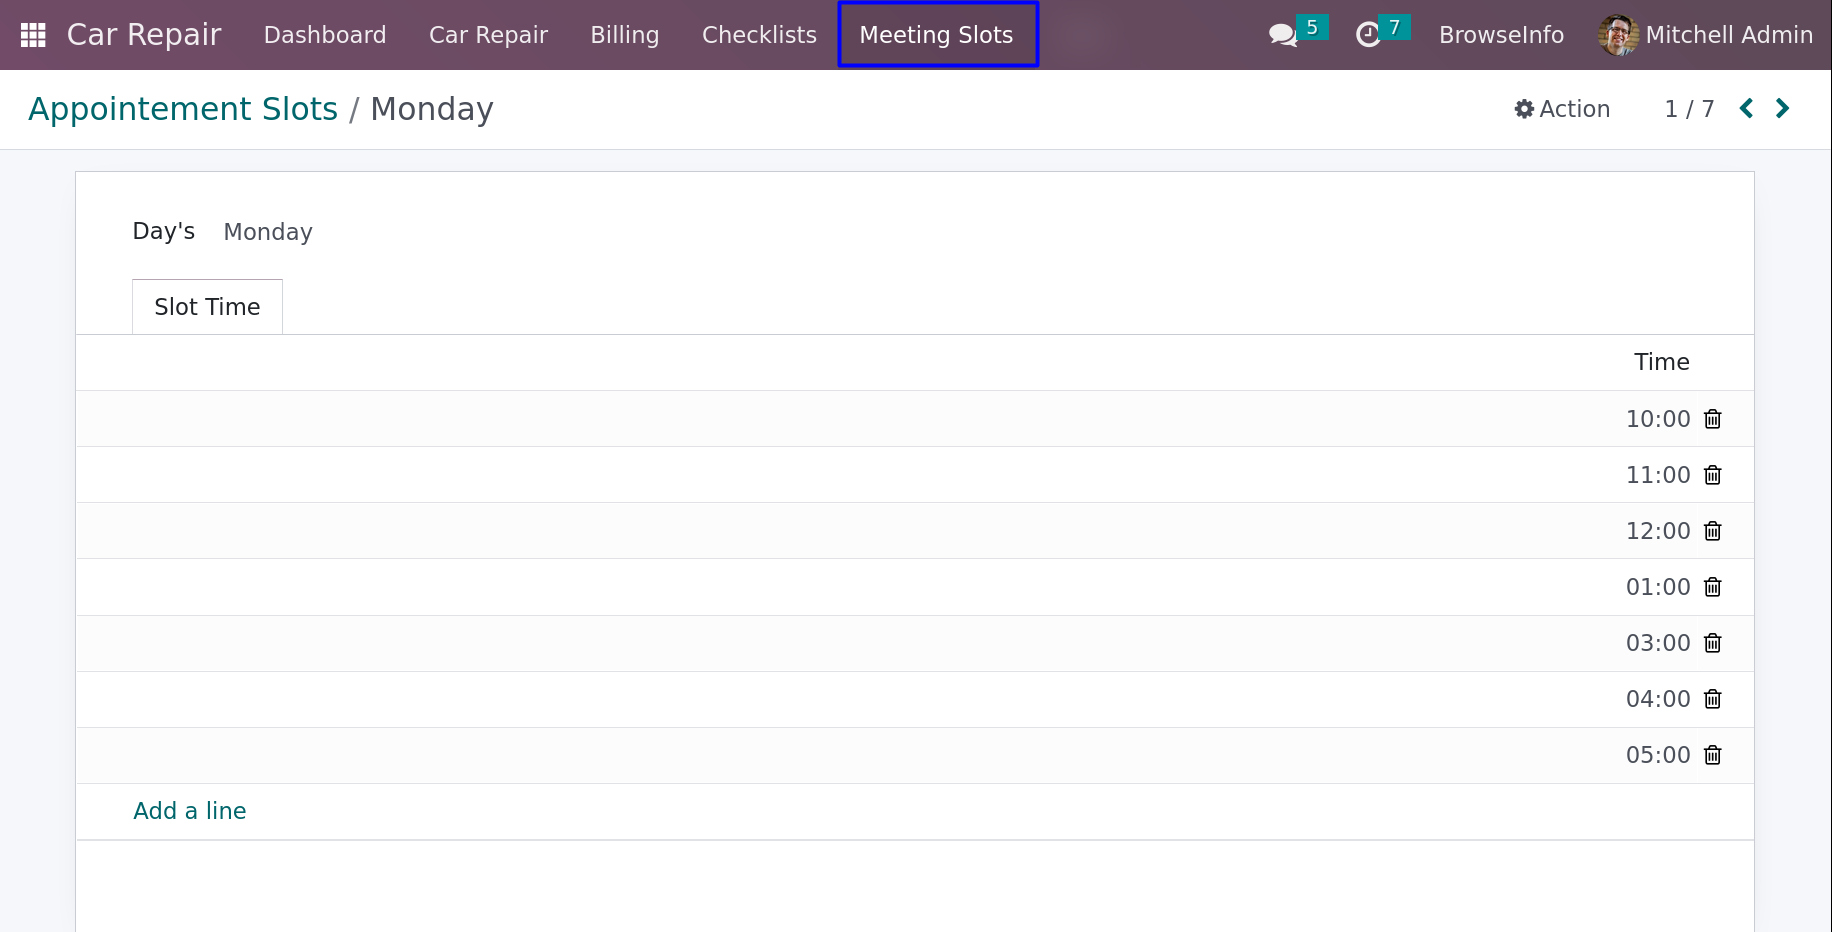 Car Repair Dashboard Car Repair Billing Checklists Meeting Slots 5 7 BrowseInfo Mitchell Admin
Appointement Slots / Monday Action 1 / 7
Day's Monday
Slot Time
Time
10:00
11:00
12:00
01:00
03:00
04:00
05:00
Add a line